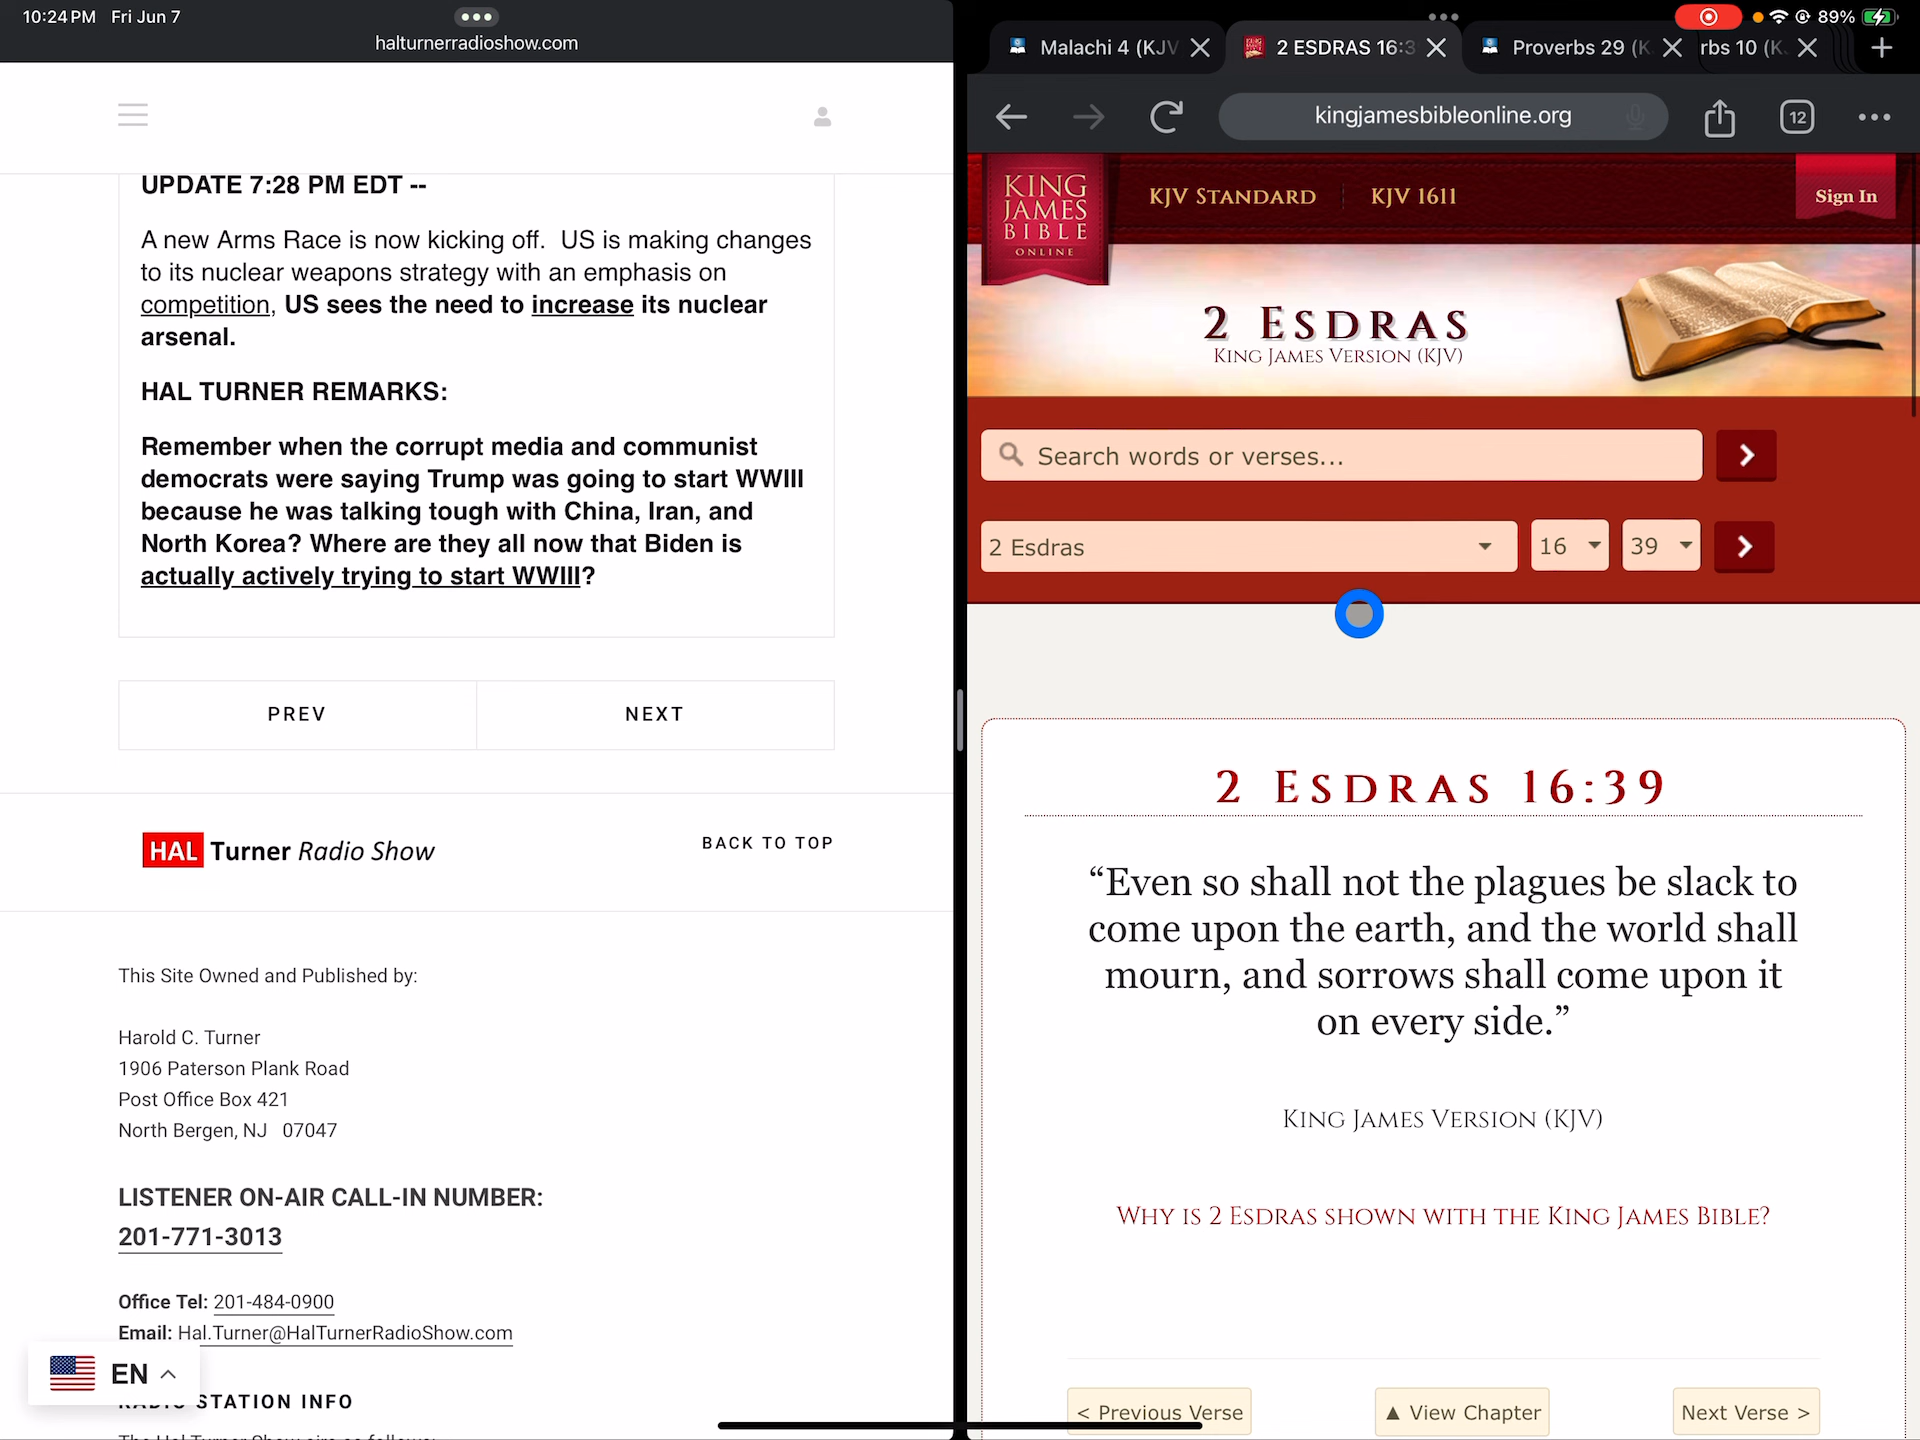 10:24 PM Fri Jun 7
halturnerradioshow.com
UPDATE 7:28 PM EDT --
A new Arms Race is now kicking off.  US is making changes
to its nuclear weapons strategy with an emphasis on
competition, US sees the need to increase its nuclear
arsenal.
HAL TURNER REMARKS:
Remember when the corrupt media and communist
democrats were saying Trump was going to start WWIII
because he was talking tough with China, Iran, and
North Korea? Where are they all now that Biden is
actually actively trying to start WWIII?
PREV NEXT
HAL Turner Radio Show
BACK TO TOP
This Site Owned and Published by:
Harold C. Turner
1906 Paterson Plank Road
Post Office Box 421
North Bergen, NJ 07047
LISTENER ON-AIR CALL-IN NUMBER:
201-771-3013
Office Tel: 201-484-0900
Email: Hal.Turner@HalTurnerRadioShow.com
EN
STATION INFO
89%
Malachi 4 (KJV
2 ESDRAS 16:3
Proverbs 29 (K
rbs 10 (K
kingjamesbibleonline.org
12
KING
JAMES
BIBLE
ONLINE
KJV STANDARD KJV 1611
Sign In
2 ESDRAS
KING JAMES VERSION (KJV)
Search words or verses...
2 Esdras 16 39
2 ESDRAS 16:39
“Even so shall not the plagues be slack to
come upon the earth, and the world shall
mourn, and sorrows shall come upon it
on every side.”
KING JAMES VERSION (KJV)
WHY IS 2 ESDRAS SHOWN WITH THE KING JAMES BIBLE?
< Previous Verse ▲ View Chapter Next Verse >